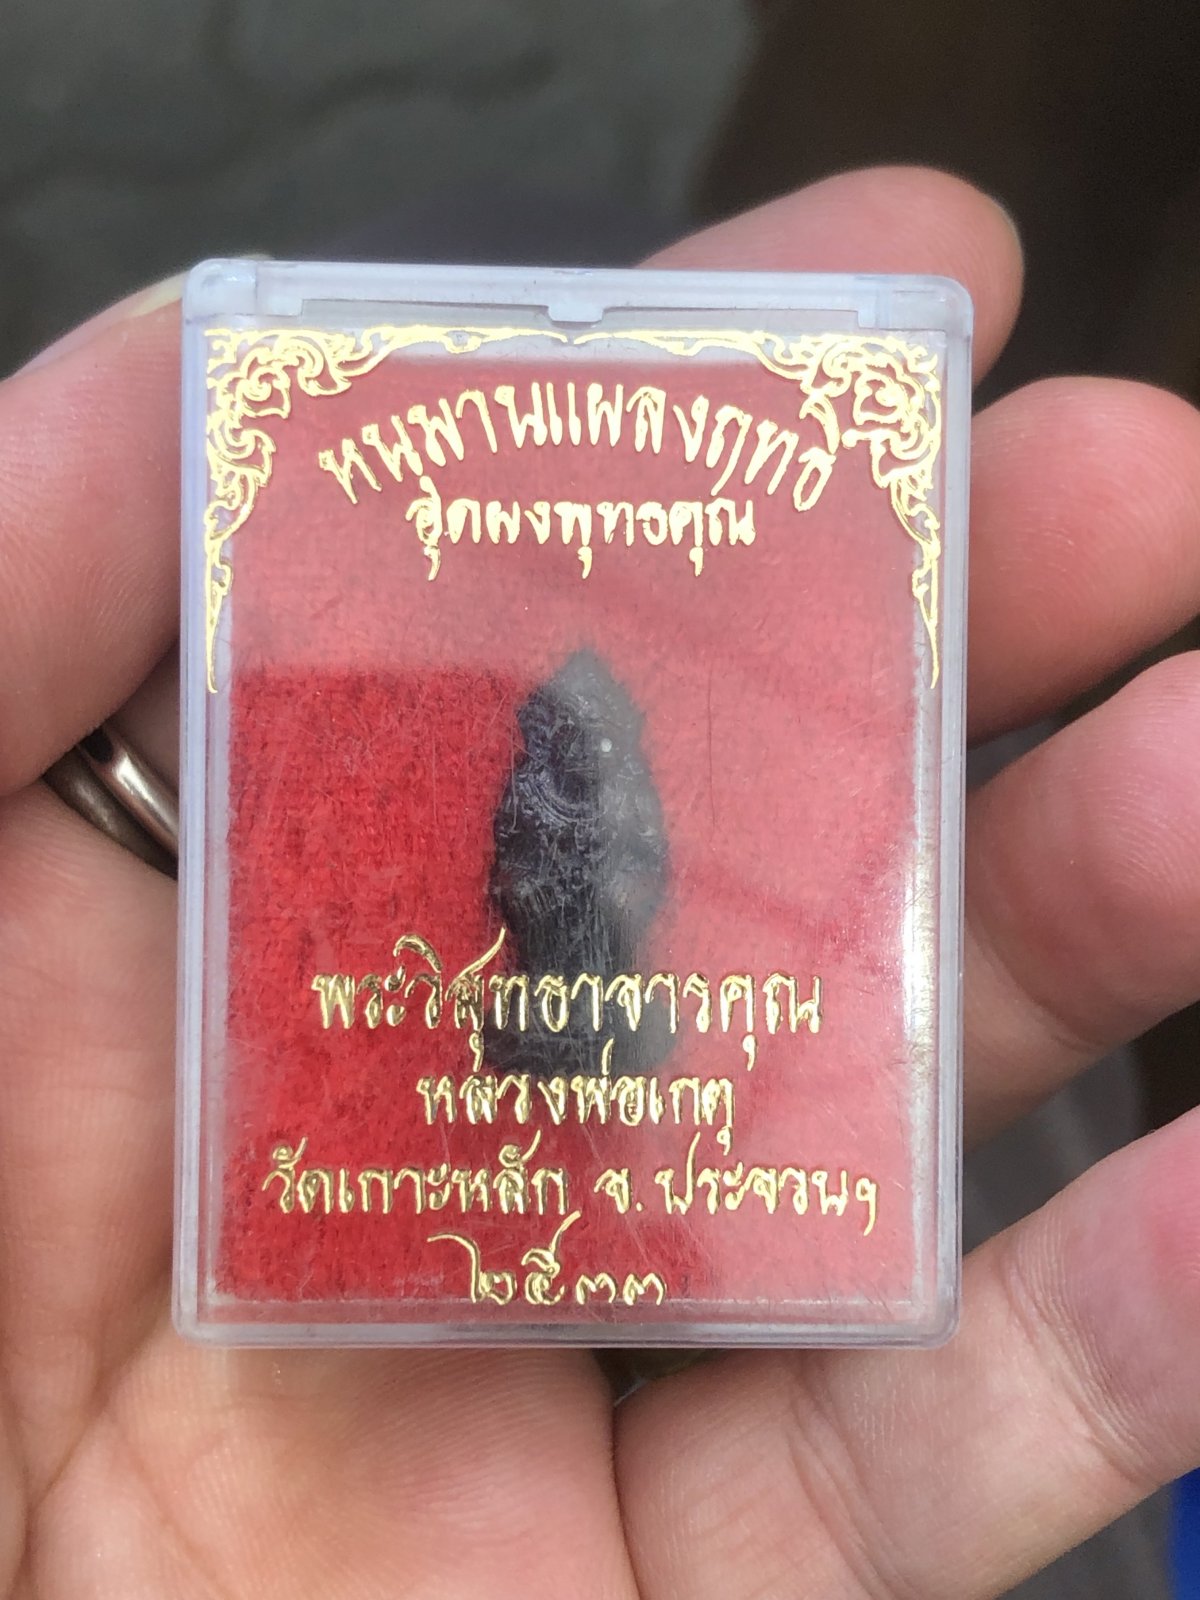 หนุมานแผลงฤทธิ์
อุดผงพุทธคุณ
พระวิสุทธาจารคุณ
หลวงพ่อเกตุ
วัดเกาะหลัก จ.ประจวบฯ
๒๕๓๓